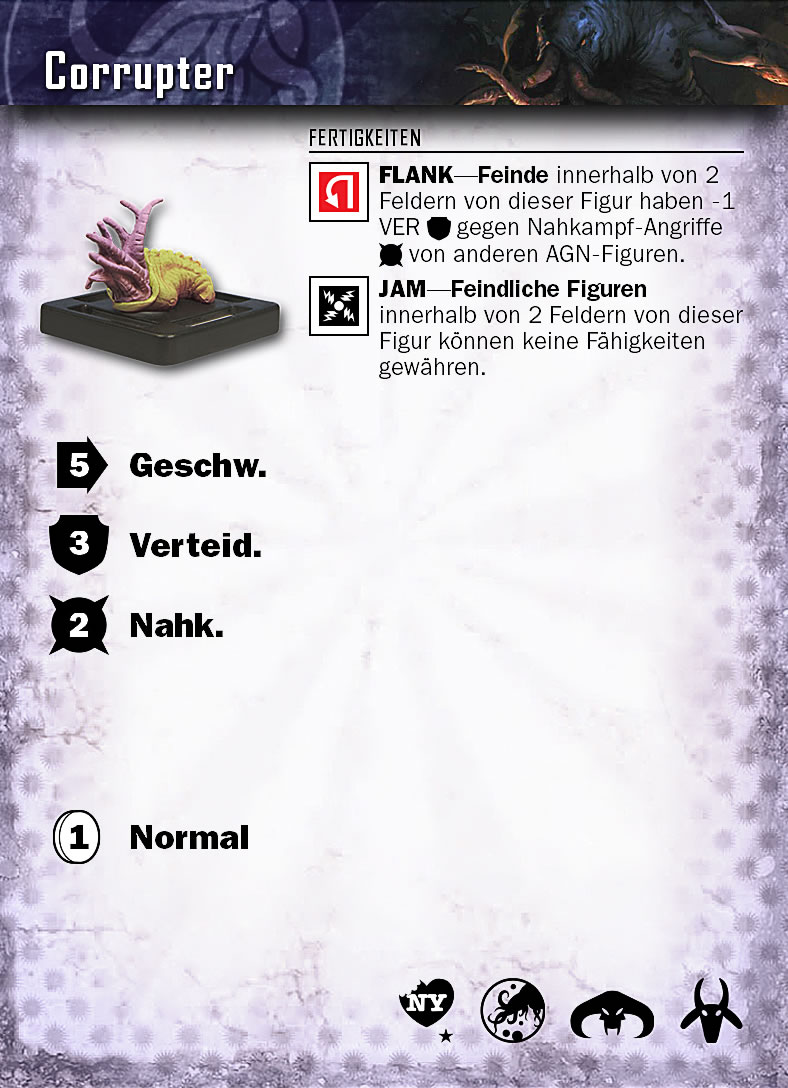 Corrupter
FERTIGKEITEN
FLANK—Feinde innerhalb von 2
Feldern von dieser Figur haben -1
VER gegen Nahkampf-Angriffe
von anderen AGN-Figuren.
JAM—Feindliche Figuren
innerhalb von 2 Feldern von dieser
Figur können keine Fähigkeiten
gewähren.
5 Geschw.
3 Verteid.
2 Nahk.
1 Normal
NY